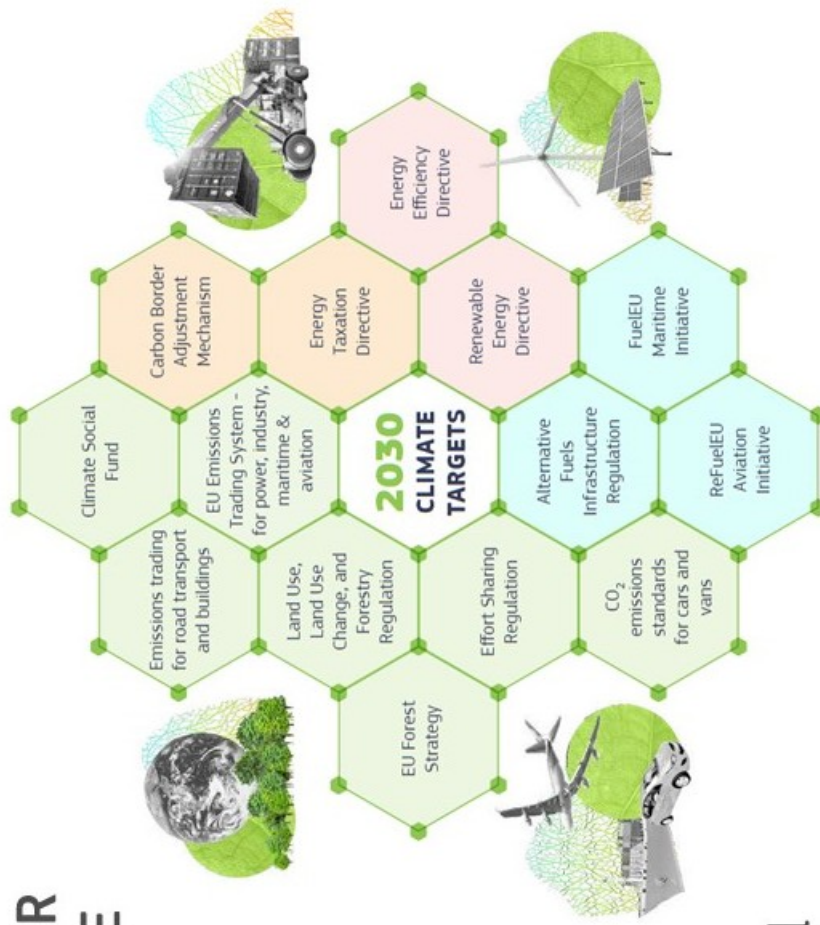 R
E
Climate Social
Fund
Emissions trading
for road transport
and buildings
Carbon Border
Adjustment
Mechanism
EU Emissions
Trading System –
for power, industry,
maritime &
aviation
Land Use,
Land Use
Change, and
Forestry
Regulation
Energy
Taxation
Directive
EU Forest
Strategy
2030
CLIMATE
TARGETS
Energy
Efficiency
Directive
Effort Sharing
Regulation
Renewable
Energy
Directive
Alternative
Fuels
Infrastructure
Regulation
CO₂
emissions
standards
for cars and
vans
FuelEU
Maritime
Initiative
ReFuelEU
Aviation
Initiative